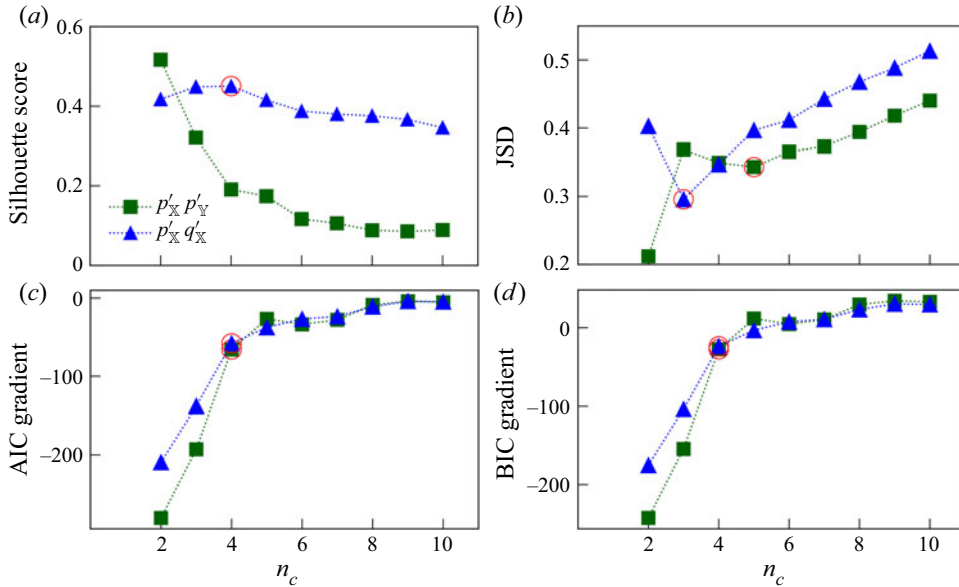 (a)
Silhouette score
0.6
0.4
0.2
0
p′𝕏 p′𝕐
p′𝕏 q′𝕏
(b)
JSD
0.5
0.4
0.3
0.2
(c)
AIC gradient
0
−100
−200
2 4 6 8 10
n_c
(d)
BIC gradient
0
−100
−200
2 4 6 8 10
n_c